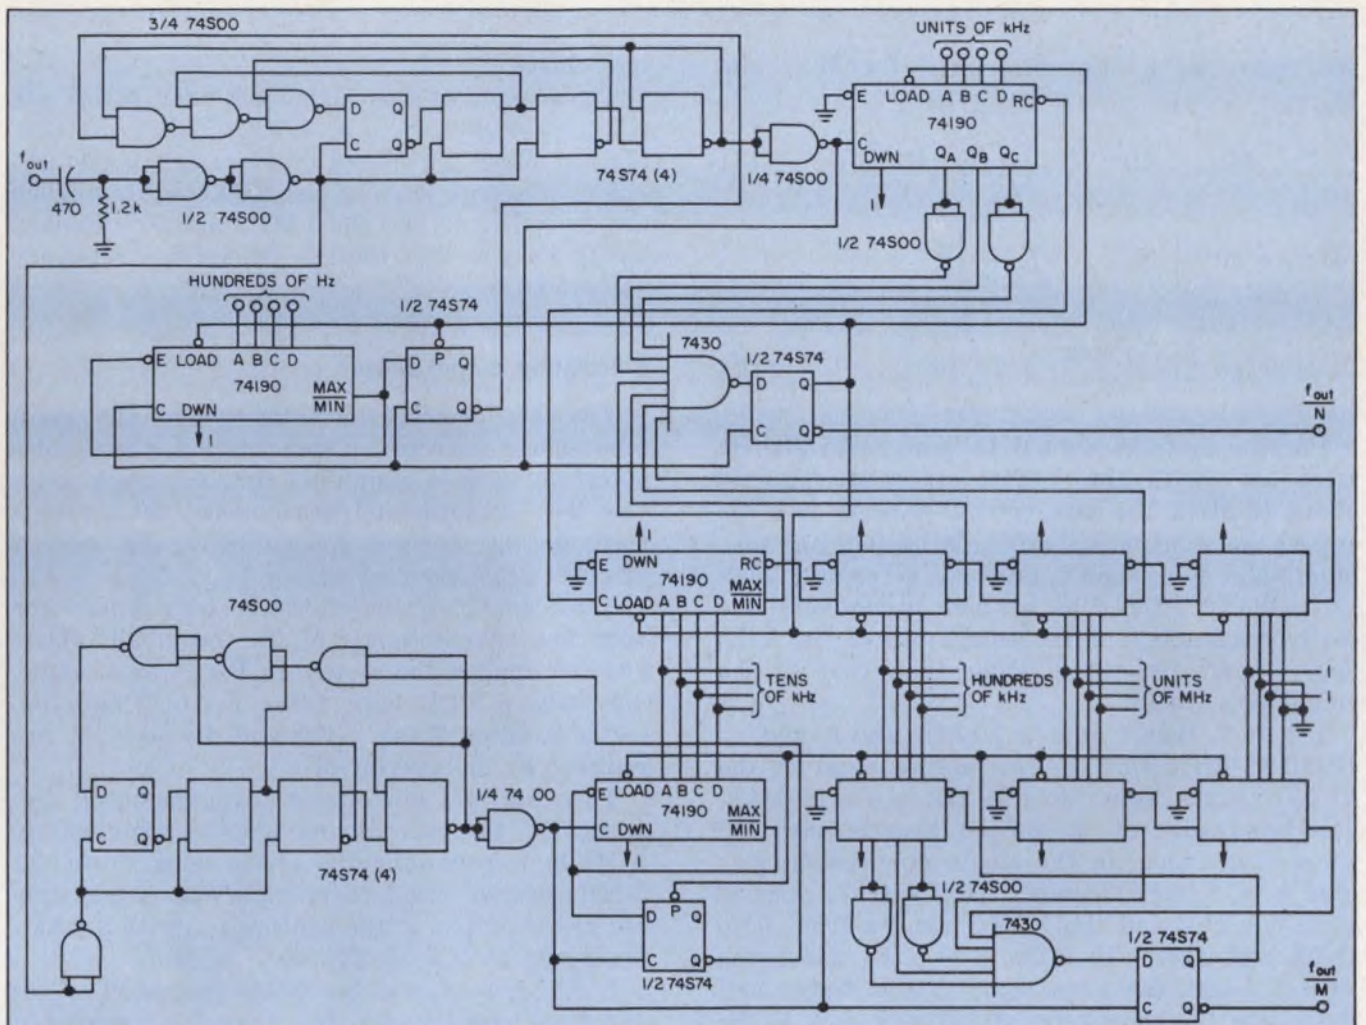 3/4 74S00
UNITS OF kHz
E LOAD A B C D RC
74190
C
DWN QA QB QC
1
D Q
C Q
74S74 (4)
1/4 74S00
fout
470
1.2k
1/2 74S00
1/2 74S00
HUNDREDS OF Hz
1/2 74S74
E LOAD A B C D
74190
MAX
MIN
C DWN
1
D P Q
C
7430
1/2 74S74
D Q
C Q
fout
N
E DWN RC
74190 MAX
C LOAD A B C D MIN
74S00
TENS
OF kHz
HUNDREDS
OF kHz
UNITS
OF MHz
1
1
D Q
C Q
74S74 (4)
1/4 74 00
E LOAD A B C D
74190
MAX
C DWN MIN
1
D P Q
C Q
1/2 74S74
1/2 74S00
7430
1/2 74S74
D Q
C Q
fout
M